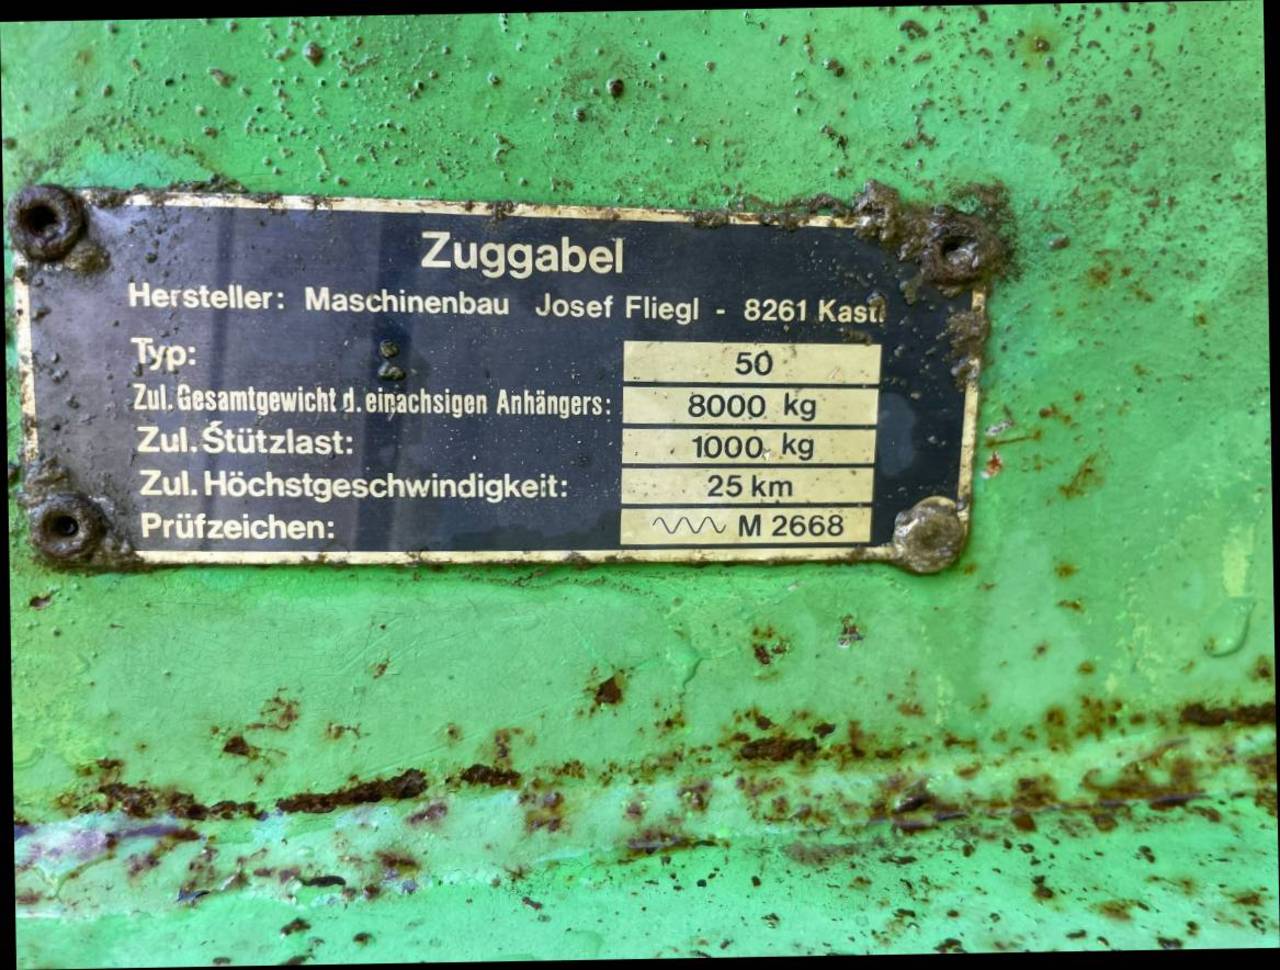 Zuggabel
Hersteller: Maschinenbau Josef Fliegl - 8261 Kastl
Typ: 50
Zul. Gesamtgewicht d. einachsigen Anhängers: 8000 kg
Zul. Stützlast: 1000 kg
Zul. Höchstgeschwindigkeit: 25 km
Prüfzeichen: M 2668